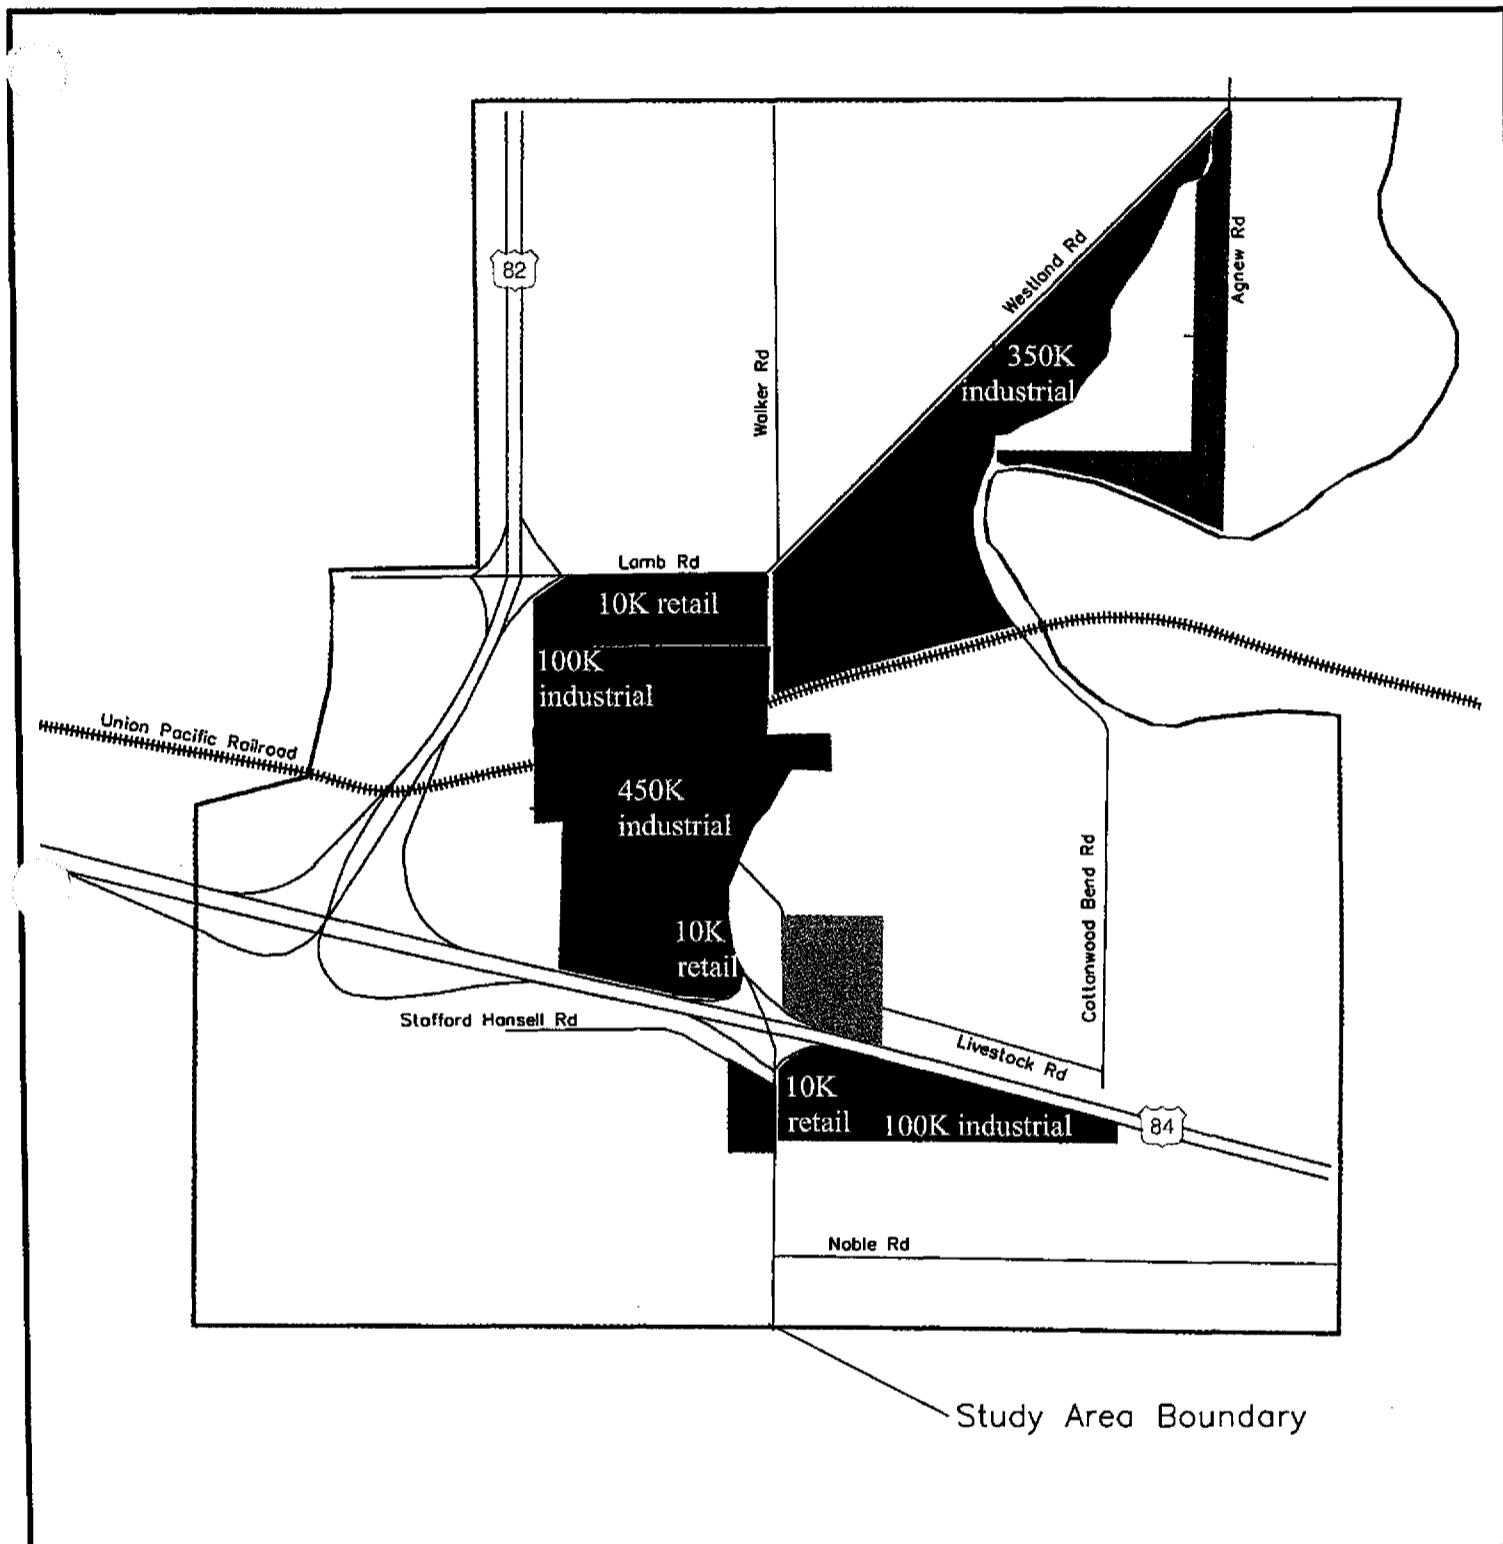 82
Agnew Rd
Westland Rd
Walker Rd
350K
industrial
Lamb Rd
10K retail
100K
industrial
Union Pacific Railroad
450K
industrial
Cottonwood Bend Rd
10K
retail
Stafford Hansell Rd
Livestock Rd
10K
retail
100K industrial
84
Noble Rd
Study Area Boundary